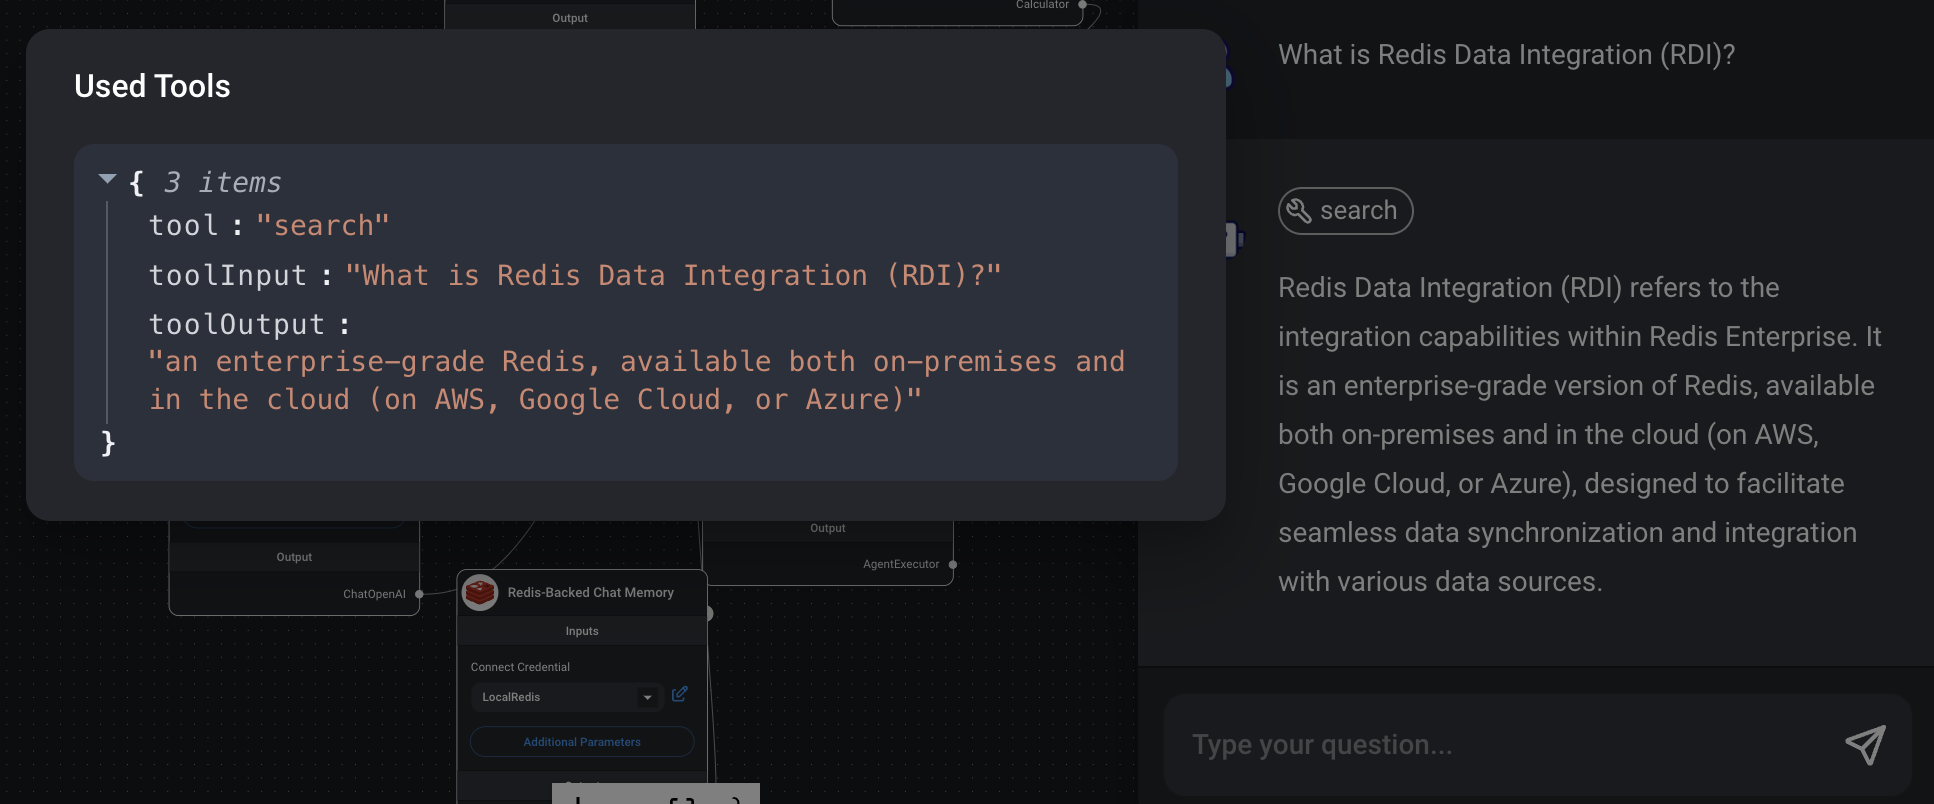 Output
Calculator
Used Tools
{ 3 items
tool : "search"
toolInput : "What is Redis Data Integration (RDI)?"
toolOutput :
"an enterprise-grade Redis, available both on-premises and
in the cloud (on AWS, Google Cloud, or Azure)"
}
Output
ChatOpenAI
Output
AgentExecutor
Redis-Backed Chat Memory
Inputs
Connect Credential
LocalRedis
Additional Parameters
What is Redis Data Integration (RDI)?
search
Redis Data Integration (RDI) refers to the
integration capabilities within Redis Enterprise. It
is an enterprise-grade version of Redis, available
both on-premises and in the cloud (on AWS,
Google Cloud, or Azure), designed to facilitate
seamless data synchronization and integration
with various data sources.
Type your question...